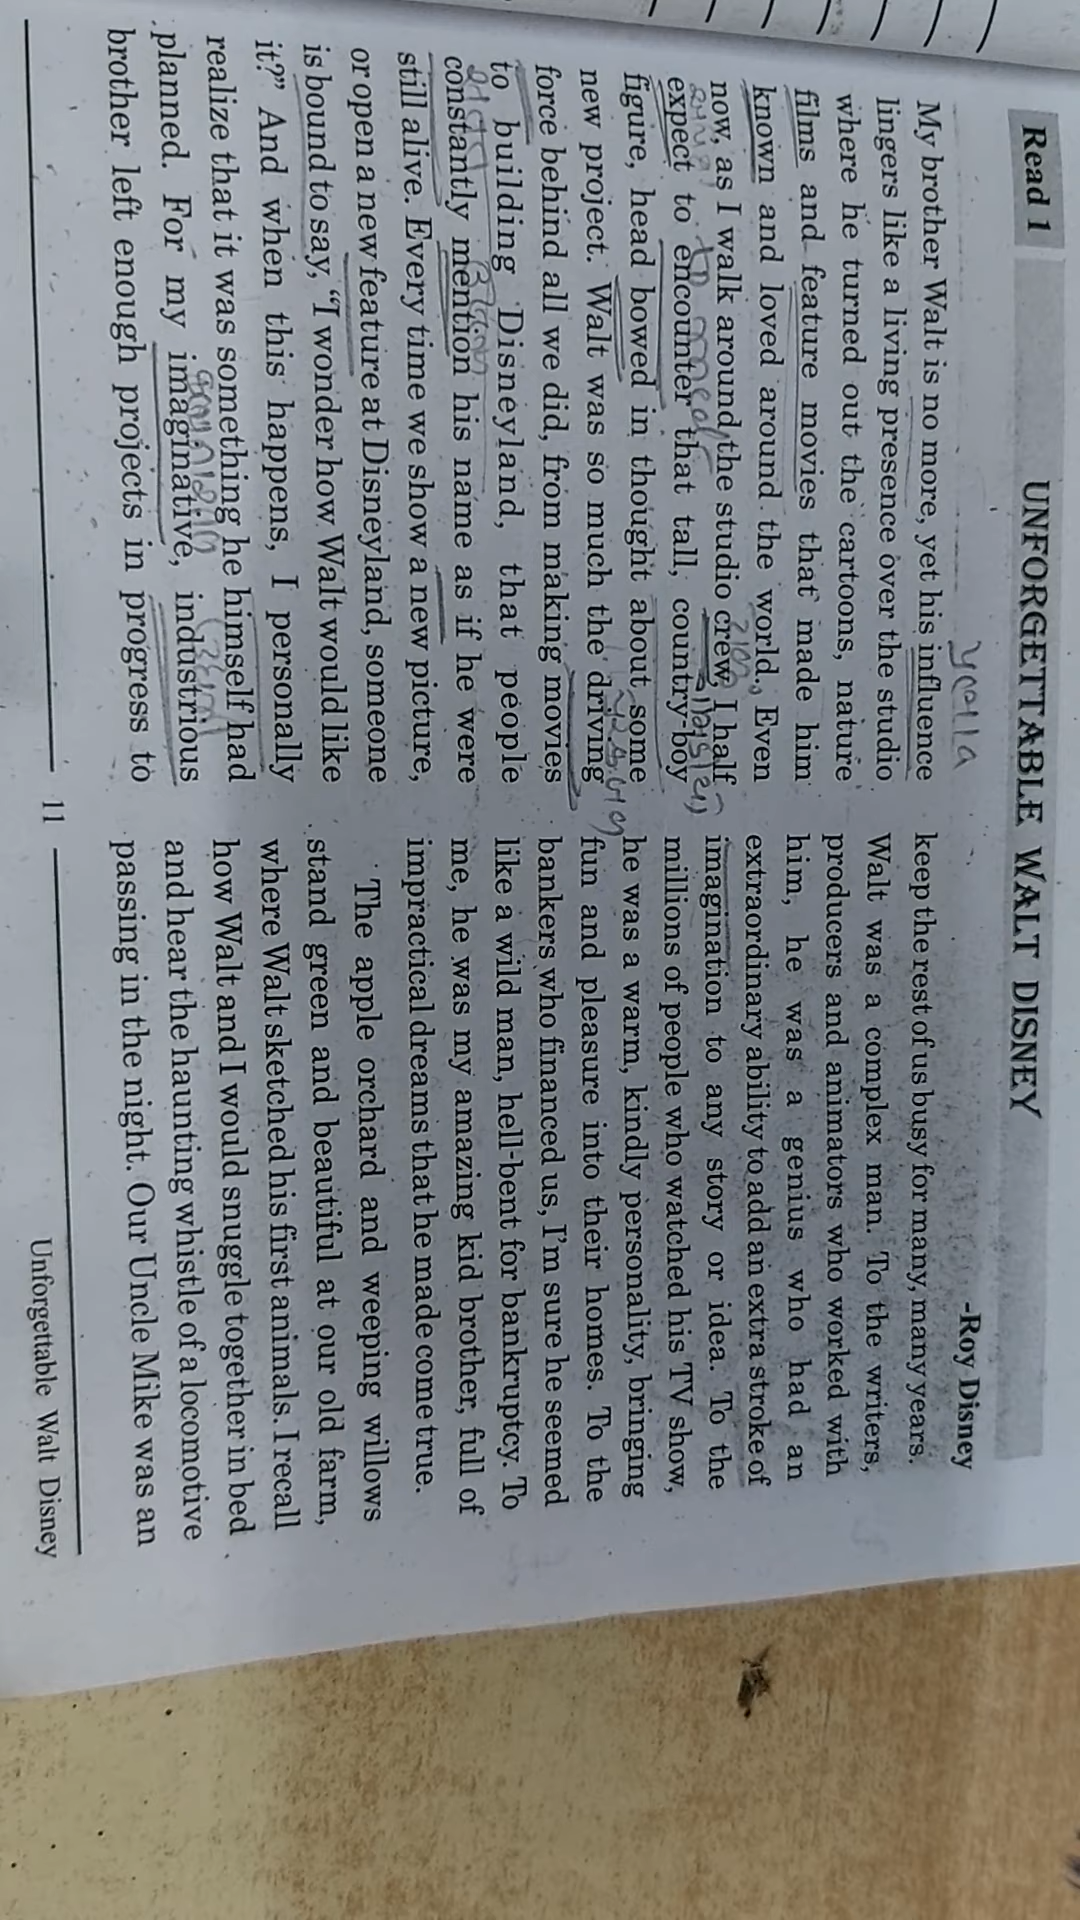 Read 1
UNFORGETTABLE WALT DISNEY
-Roy Disney
My brother Walt is no more, yet his influence
lingers like a living presence over the studio
where he turned out the cartoons, nature
films and feature movies that made him
known and loved around the world. Even
now, as I walk around the studio crew, I half
expect to encounter that tall, country-boy
figure, head bowed in thought about some
new project. Walt was so much the driving
force behind all we did, from making movies
to building Disneyland, that people
constantly mention his name as if he were
still alive. Every time we show a new picture,
or open a new feature at Disneyland, someone
is bound to say, “I wonder how Walt would like
it?” And when this happens, I personally
realize that it was something he himself had
planned. For my imaginative, industrious
brother left enough projects in progress to
keep the rest of us busy for many, many years.
Walt was a complex man. To the writers,
producers and animators who worked with
him, he was a genius who had an
extraordinary ability to add an extra stroke of
imagination to any story or idea. To the
millions of people who watched his TV show,
he was a warm, kindly personality, bringing
fun and pleasure into their homes. To the
bankers who financed us, I’m sure he seemed
like a wild man, hell-bent for bankruptcy. To
me, he was my amazing kid brother, full of
impractical dreams that he made come true.
The apple orchard and weeping willows
stand green and beautiful at our old farm,
where Walt sketched his first animals. I recall
how Walt and I would snuggle together in bed
and hear the haunting whistle of a locomotive
passing in the night. Our Uncle Mike was an
11
Unforgettable Walt Disney